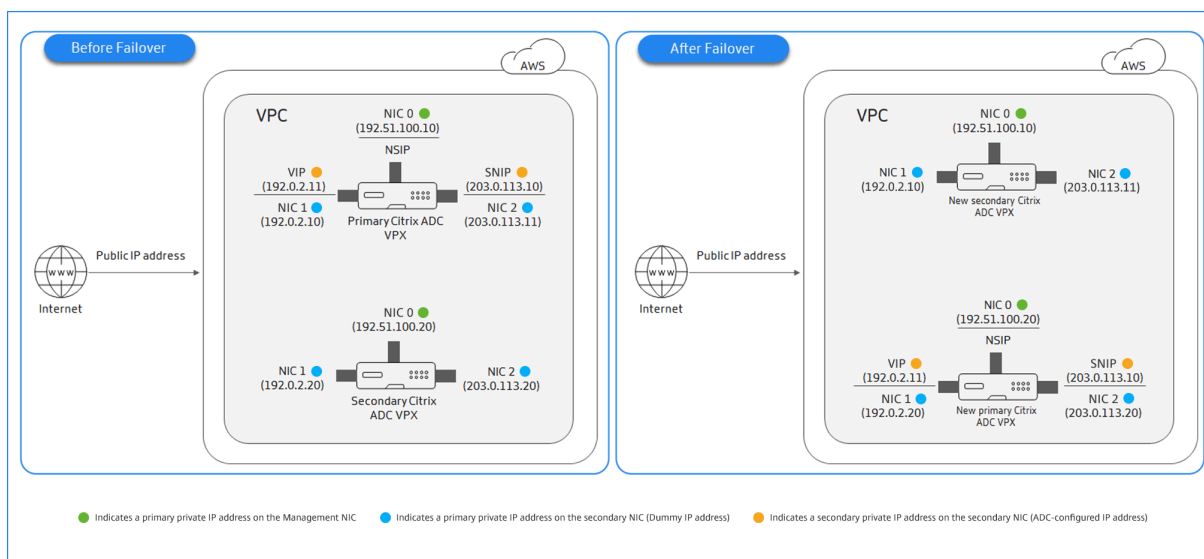 Before Failover
AWS
VPC
NIC 0
(192.51.100.10)
NSIP
VIP
(192.0.2.11)
NIC 1
(192.0.2.10)
SNIP
(203.0.113.10)
NIC 2
(203.0.113.11)
Primary Citrix ADC
VPX
Public IP address
WWW
Internet
NIC 0
(192.51.100.20)
NIC 1
(192.0.2.20)
NIC 2
(203.0.113.20)
Secondary Citrix
ADC VPX
After Failover
AWS
VPC
NIC 0
(192.51.100.10)
NIC 1
(192.0.2.10)
NIC 2
(203.0.113.11)
New secondary Citrix
ADC VPX
Public IP address
WWW
Internet
NIC 0
(192.51.100.20)
NSIP
VIP
(192.0.2.11)
NIC 1
(192.0.2.20)
SNIP
(203.0.113.10)
NIC 2
(203.0.113.20)
New primary Citrix
ADC VPX
Indicates a primary private IP address on the Management NIC
Indicates a primary private IP address on the secondary NIC (Dummy IP address)
Indicates a secondary private IP address on the secondary NIC (ADC-configured IP address)